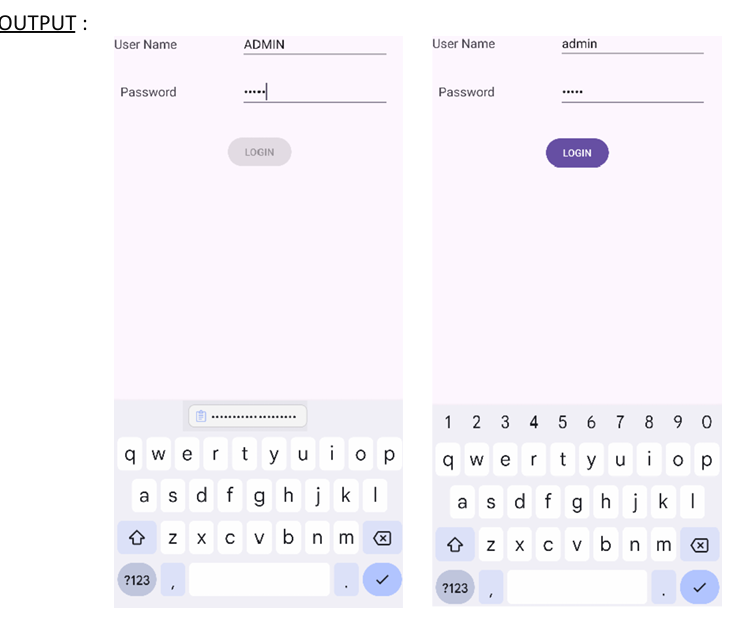 OUTPUT :
User Name ADMIN
Password •••••
LOGIN
••••••••••••••••••••
q w e r t y u i o p
a s d f g h j k l
z x c v b n m
?123 , .
User Name admin
Password •••••
LOGIN
1 2 3 4 5 6 7 8 9 0
q w e r t y u i o p
a s d f g h j k l
z x c v b n m
?123 , .